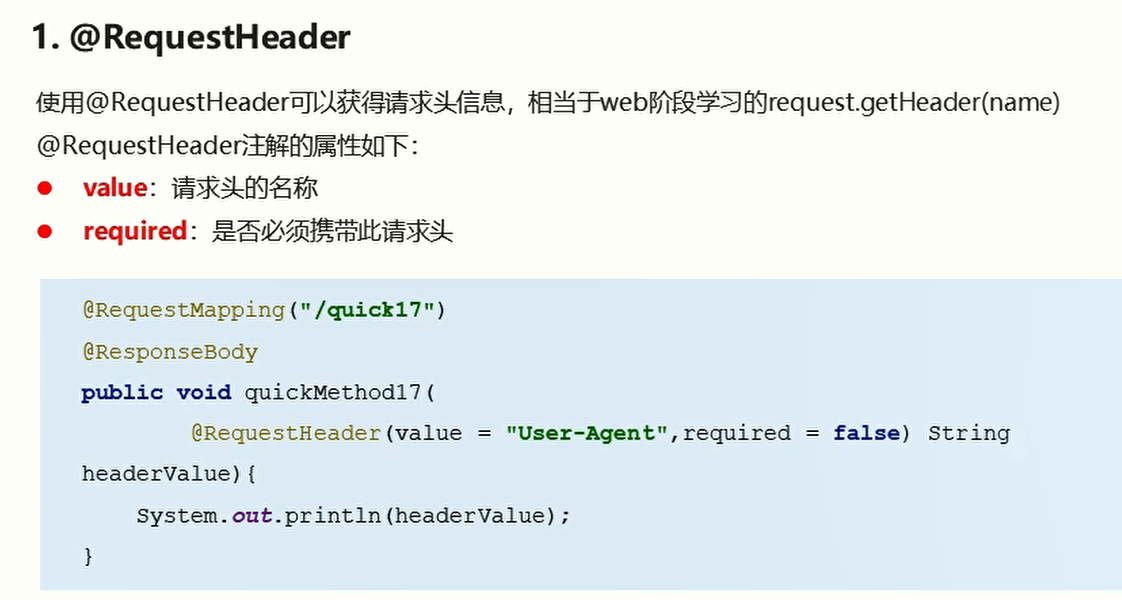 1. @RequestHeader
使用@RequestHeader可以获得请求头信息，相当于web阶段学习的request.getHeader(name)
@RequestHeader注解的属性如下：
● value：请求头的名称
● required：是否必须携带此请求头
@RequestMapping("/quick17")
@ResponseBody
public void quickMethod17(
@RequestHeader(value = "User-Agent",required = false) String
headerValue){
System.out.println(headerValue);
}